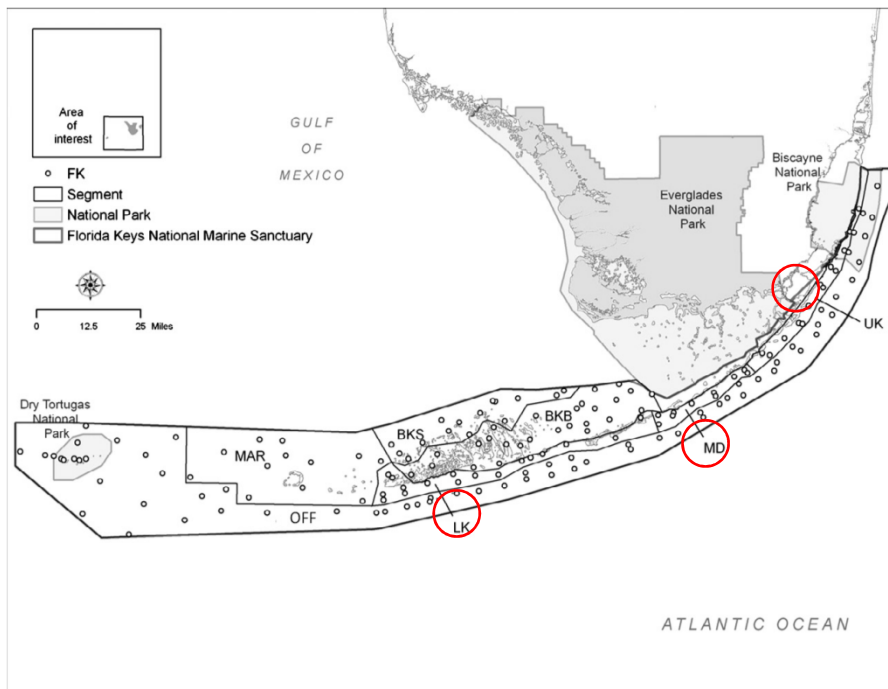 Area
of
interest
FK
Segment
National Park
Florida Keys National Marine Sanctuary
0 12.5 25 Miles
GULF
OF
MEXICO
Biscayne
National
Park
Everglades
National
Park
UK
Dry Tortugas
National
Park
MAR
BKS
BKB
MD
OFF
LK
ATLANTIC OCEAN